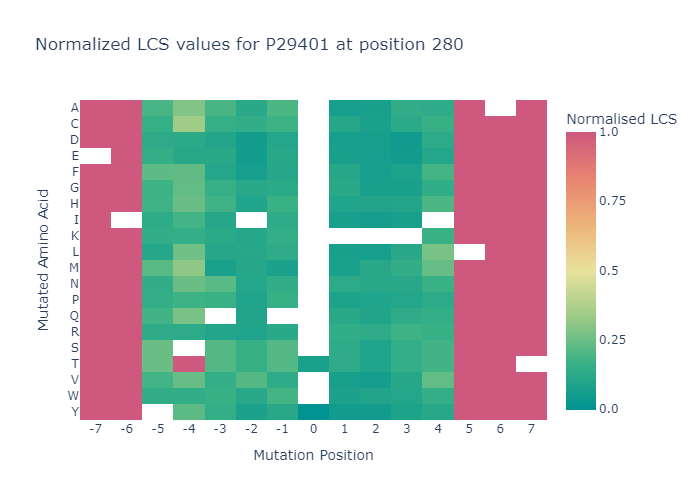 Normalized LCS values for P29401 at position 280
Normalised LCS
A
C
D
E
F
G
H
I
K
L
M
N
P
Q
R
S
T
V
W
Y
Mutated Amino Acid
1.0
0.75
0.5
0.25
0.0
-7 -6 -5 -4 -3 -2 -1 0 1 2 3 4 5 6 7
Mutation Position